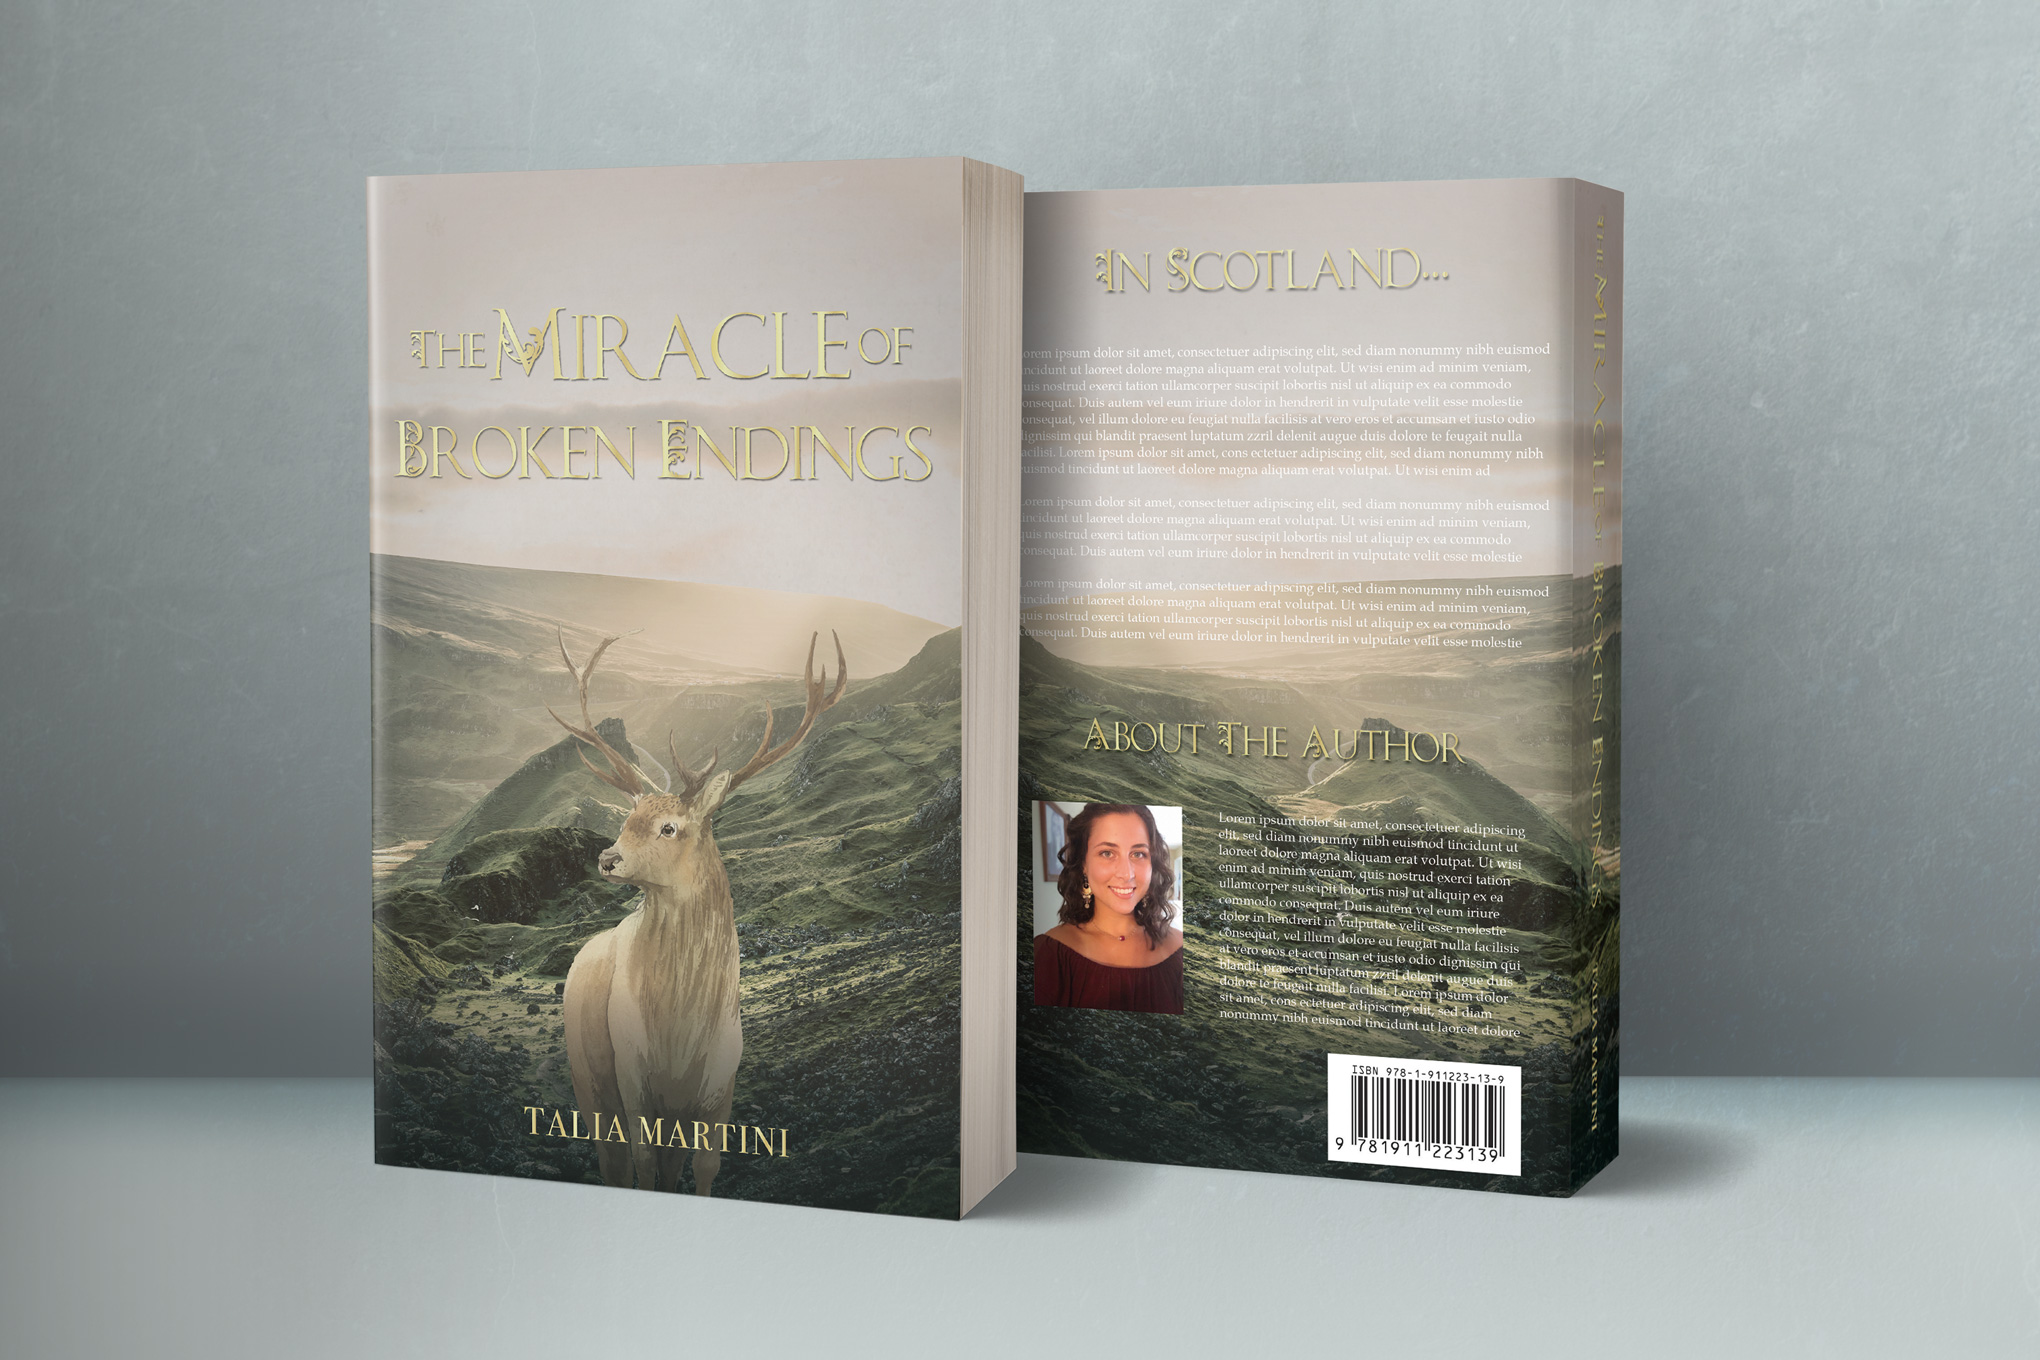 THE MIRACLE OF
BROKEN ENDINGS
TALIA MARTINI
IN SCOTLAND...
orem ipsum dolor sit amet, consectetuer adipiscing elit, sed diam nonummy nibh euismod
incidunt ut laoreet dolore magna aliquam erat volutpat. Ut wisi enim ad minim veniam,
uis nostrud exerci tation ullamcorper suscipit lobortis nisl ut aliquip ex ea commodo
onsequat. Duis autem vel eum iriure dolor in hendrerit in vulputate velit esse molestie
onsequat, vel illum dolore eu feugiat nulla facilisis at vero eros et accumsan et iusto odio
dignissim qui blandit praesent luptatum zzril delenit augue duis dolore te feugait nulla
acilisi. Lorem ipsum dolor sit amet, cons ectetuer adipiscing elit, sed diam nonummy nibh
euismod tincidunt ut laoreet dolore magna aliquam erat volutpat. Ut wisi enim ad
Lorem ipsum dolor sit amet, consectetuer adipiscing elit, sed diam nonummy nibh euismod
tincidunt ut laoreet dolore magna aliquam erat volutpat. Ut wisi enim ad minim veniam,
quis nostrud exerci tation ullamcorper suscipit lobortis nisl ut aliquip ex ea commodo
consequat. Duis autem vel eum iriure dolor in hendrerit in vulputate velit esse molestie
Lorem ipsum dolor sit amet, consectetuer adipiscing elit, sed diam nonummy nibh euismod
tincidunt ut laoreet dolore magna aliquam erat volutpat. Ut wisi enim ad minim veniam,
quis nostrud exerci tation ullamcorper suscipit lobortis nisl ut aliquip ex ea commodo
consequat. Duis autem vel eum iriure dolor in hendrerit in vulputate velit esse molestie
ABOUT THE AUTHOR
Lorem ipsum dolor sit amet, consectetuer adipiscing
elit, sed diam nonummy nibh euismod tincidunt ut
laoreet dolore magna aliquam erat volutpat. Ut wisi
enim ad minim veniam, quis nostrud exerci tation
ullamcorper suscipit lobortis nisl ut aliquip ex ea
commodo consequat. Duis autem vel eum iriure
dolor in hendrerit in vulputate velit esse molestie
consequat, vel illum dolore eu feugiat nulla facilisis
at vero eros et accumsan et iusto odio dignissim qui
blandit praesent luptatum zzril delenit augue duis
dolore te feugait nulla facilisi. Lorem ipsum dolor
sit amet, cons ectetuer adipiscing elit, sed diam
nonummy nibh euismod tincidunt ut laoreet dolore
ISBN 978-1-911223-13-9
9 781911 223139
THE MIRACLE OF BROKEN ENDINGS
TALIA MARTINI